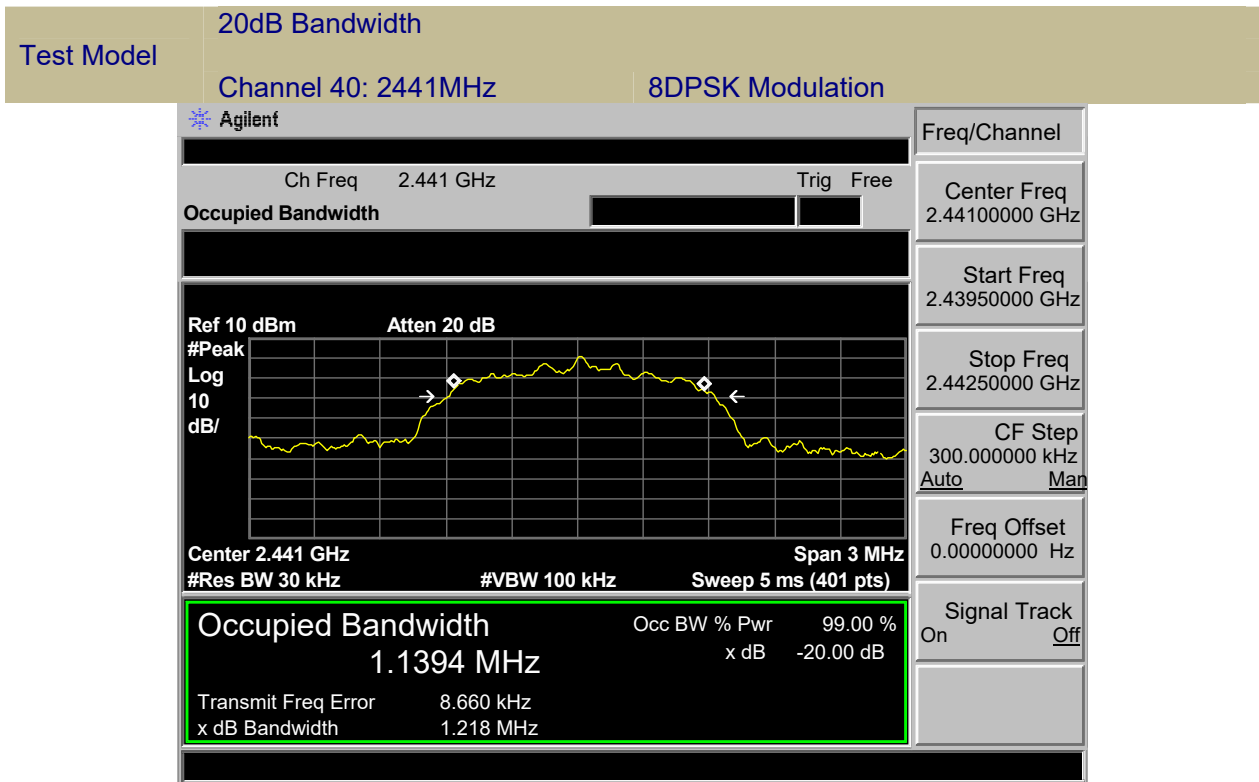 20dB Bandwidth
Test Model
Channel 40: 2441MHz 8DPSK Modulation
Agilent
Freq/Channel
Ch Freq 2.441 GHz Trig Free
Occupied Bandwidth
Center Freq
2.44100000 GHz
Start Freq
2.43950000 GHz
Stop Freq
2.44250000 GHz
CF Step
300.000000 kHz
Auto Man
Freq Offset
0.00000000 Hz
Signal Track
On Off
Ref 10 dBm Atten 20 dB
#Peak
Log
10
dB/
Center 2.441 GHz Span 3 MHz
#Res BW 30 kHz #VBW 100 kHz Sweep 5 ms (401 pts)
Occupied Bandwidth Occ BW % Pwr 99.00 %
1.1394 MHz x dB -20.00 dB
Transmit Freq Error 8.660 kHz
x dB Bandwidth 1.218 MHz